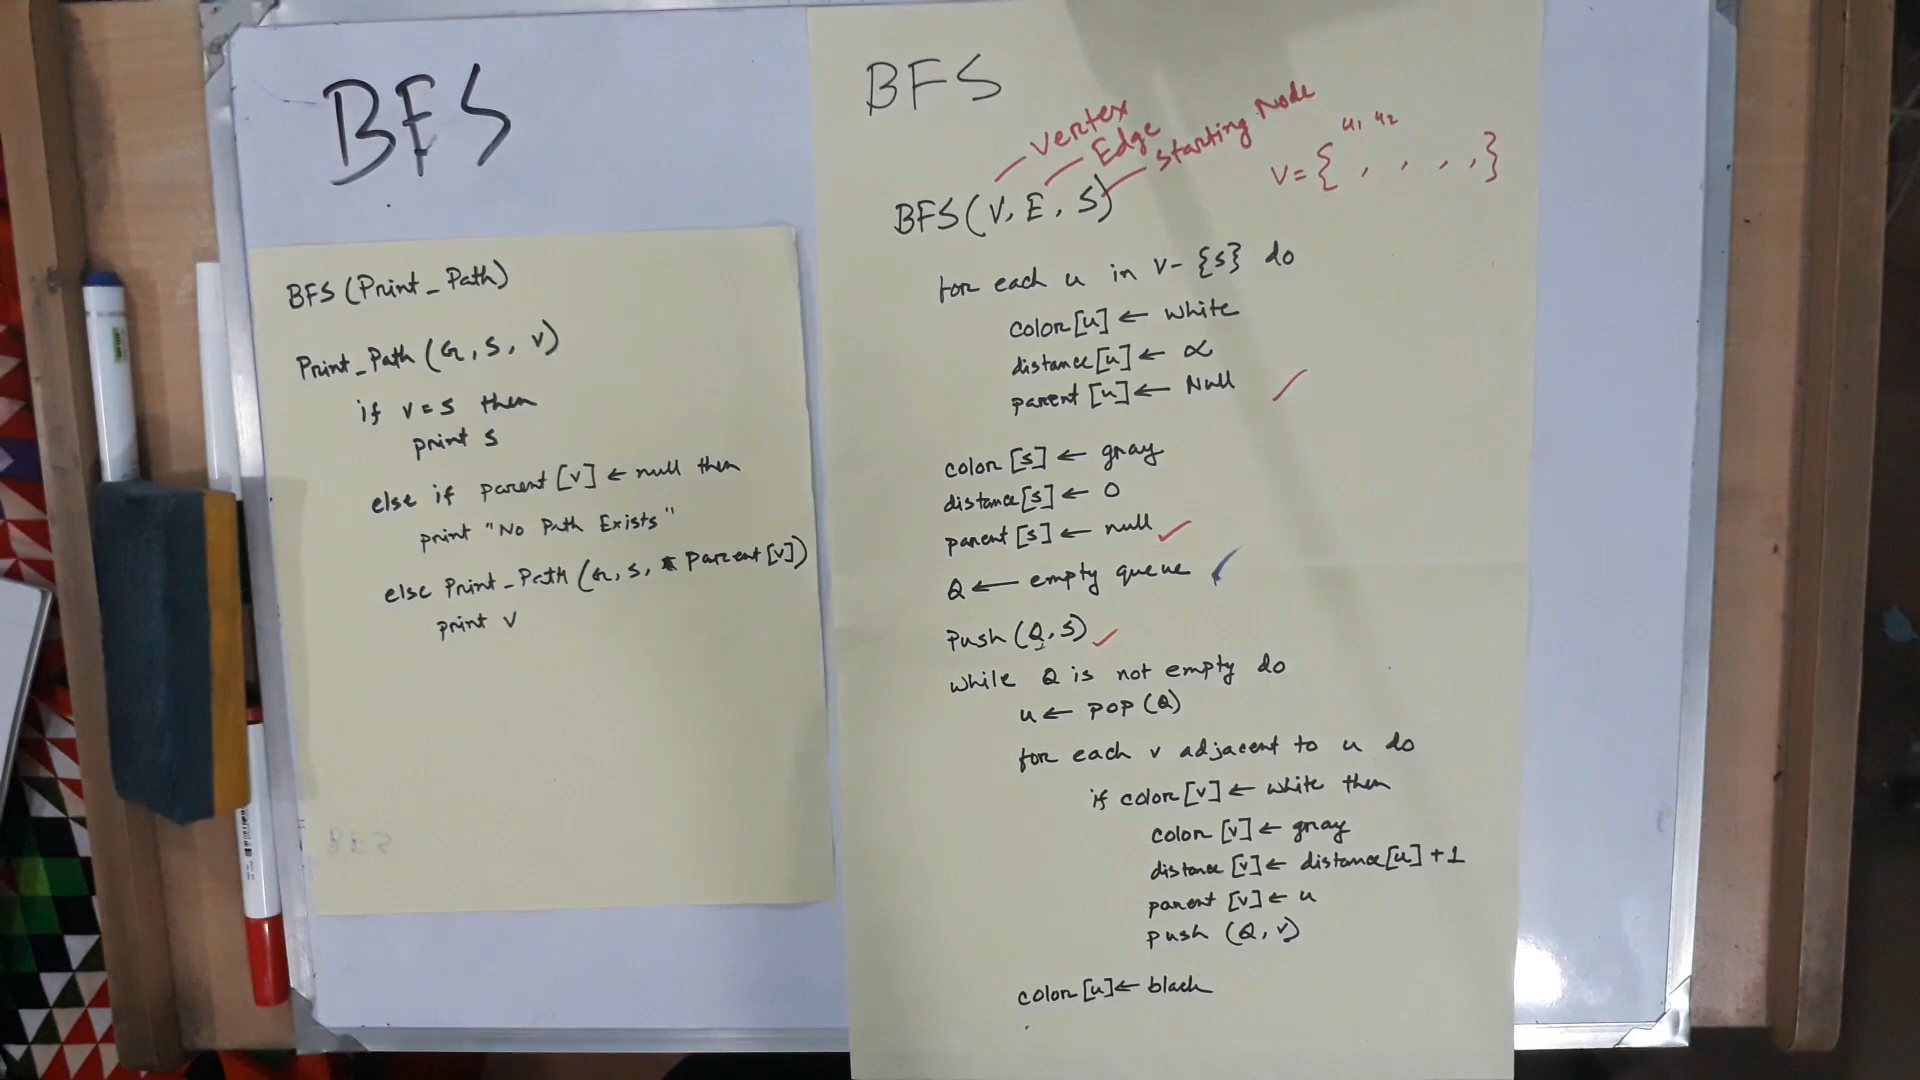 BFS
BFS (Print_Path)
Print_Path (G, S, V)
if v = s then
print s
else if parent [v] ← null then
print "No Path Exists"
else Print_Path (G, S, Parent [v])
print v
BFS
BFS
Vertex
Edge
Starting Node
u1 u2
V = { , , , , }
BFS (V, E, S)
for each u in V - {s} do
color [u] ← white
distance [u] ← ∝
parent [u] ← Null
color [s] ← gray
distance [s] ← 0
parent [s] ← null
Q ← empty queue
Push (Q, S)
while Q is not empty do
u ← pop (Q)
for each v adjacent to u do
if color [v] ← white then
color [v] ← gray
distance [v] ← distance [u] + 1
parent [v] ← u
push (Q, v)
color [u] ← black